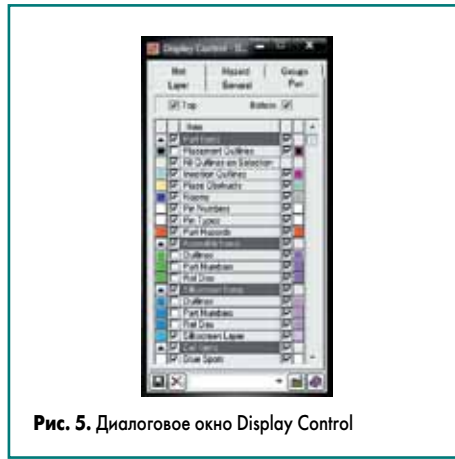 Display Control - D...
Net Hazard Groups
Layer General Part
Top Bottom
Item
Part Items
Placement Outlines
Fill Outlines on Selection
Insertion Outlines
Place Obstructs
Rooms
Pin Numbers
Pin Types
Part Hazards
Assembly Items
Outlines
Part Numbers
Ref Des
Silkscreen Items
Outlines
Part Numbers
Ref Des
Silkscreen Layer
Cell Items
Glue Spots
Рис. 5. Диалоговое окно Display Control